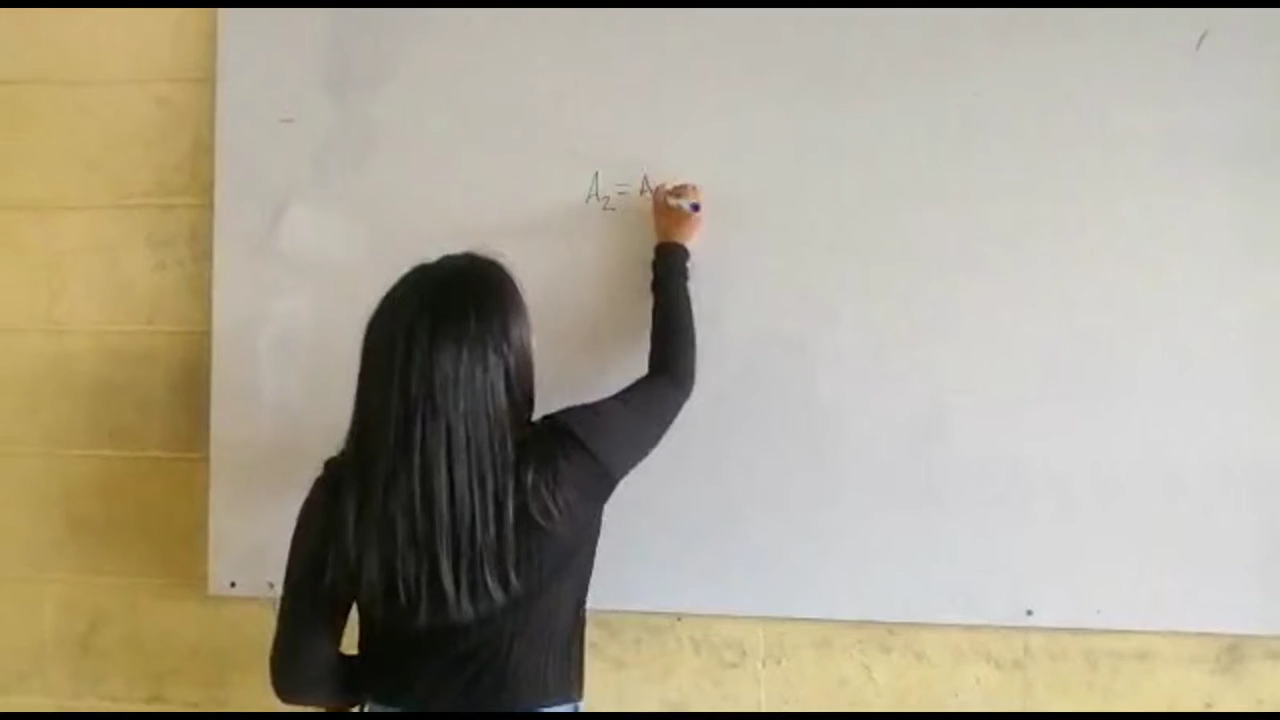 A₂ = A